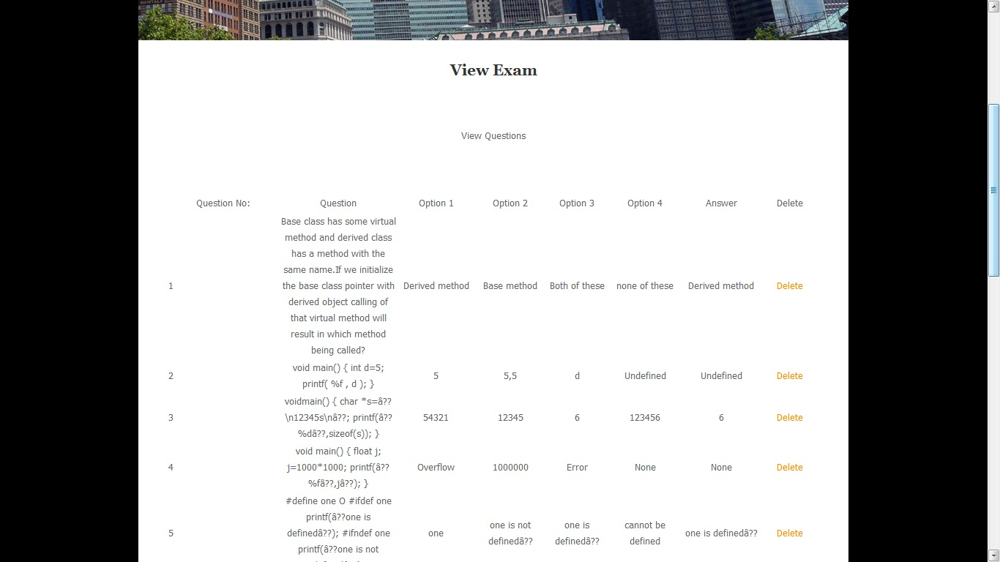 View Exam
View Questions
Question No: Question Option 1 Option 2 Option 3 Option 4 Answer Delete
Base class has some virtual
method and derived class
has a method with the
same name.If we initialize
1 the base class pointer with Derived method Base method Both of these none of these Derived method Delete
derived object calling of
that virtual method will
result in which method
being called?
void main() { int d=5;
2 5 5,5 d Undefined Undefined Delete
printf( %f , d ); }
voidmain() { char *s=â??
3 \n12345s\nâ??; printf(â?? 54321 12345 6 123456 6 Delete
%dâ??,sizeof(s)); }
void main() { float j;
4 j=1000*1000; printf(â?? Overflow 1000000 Error None None Delete
%fâ??,jâ??); }
#define one O #ifdef one
printf(â??one is
one is not one is cannot be
5 definedâ??); #ifndef one one definedâ?? definedâ?? defined one is definedâ?? Delete
printf(â??one is not